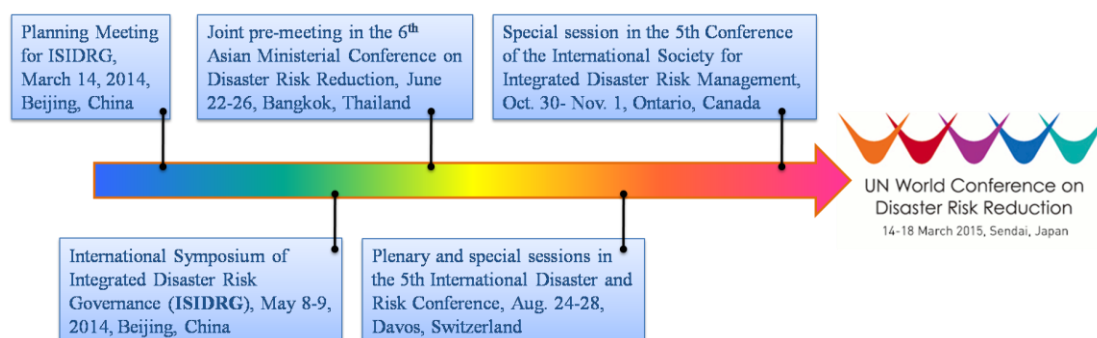 Planning Meeting
for ISIDRG,
March 14, 2014,
Beijing, China
Joint pre-meeting in the 6th
Asian Ministerial Conference on
Disaster Risk Reduction, June
22-26, Bangkok, Thailand
Special session in the 5th Conference
of the International Society for
Integrated Disaster Risk Management,
Oct. 30- Nov. 1, Ontario, Canada
UN World Conference on
Disaster Risk Reduction
14-18 March 2015, Sendai, Japan
International Symposium of
Integrated Disaster Risk
Governance (ISIDRG), May 8-9,
2014, Beijing, China
Plenary and special sessions in
the 5th International Disaster and
Risk Conference, Aug. 24-28,
Davos, Switzerland